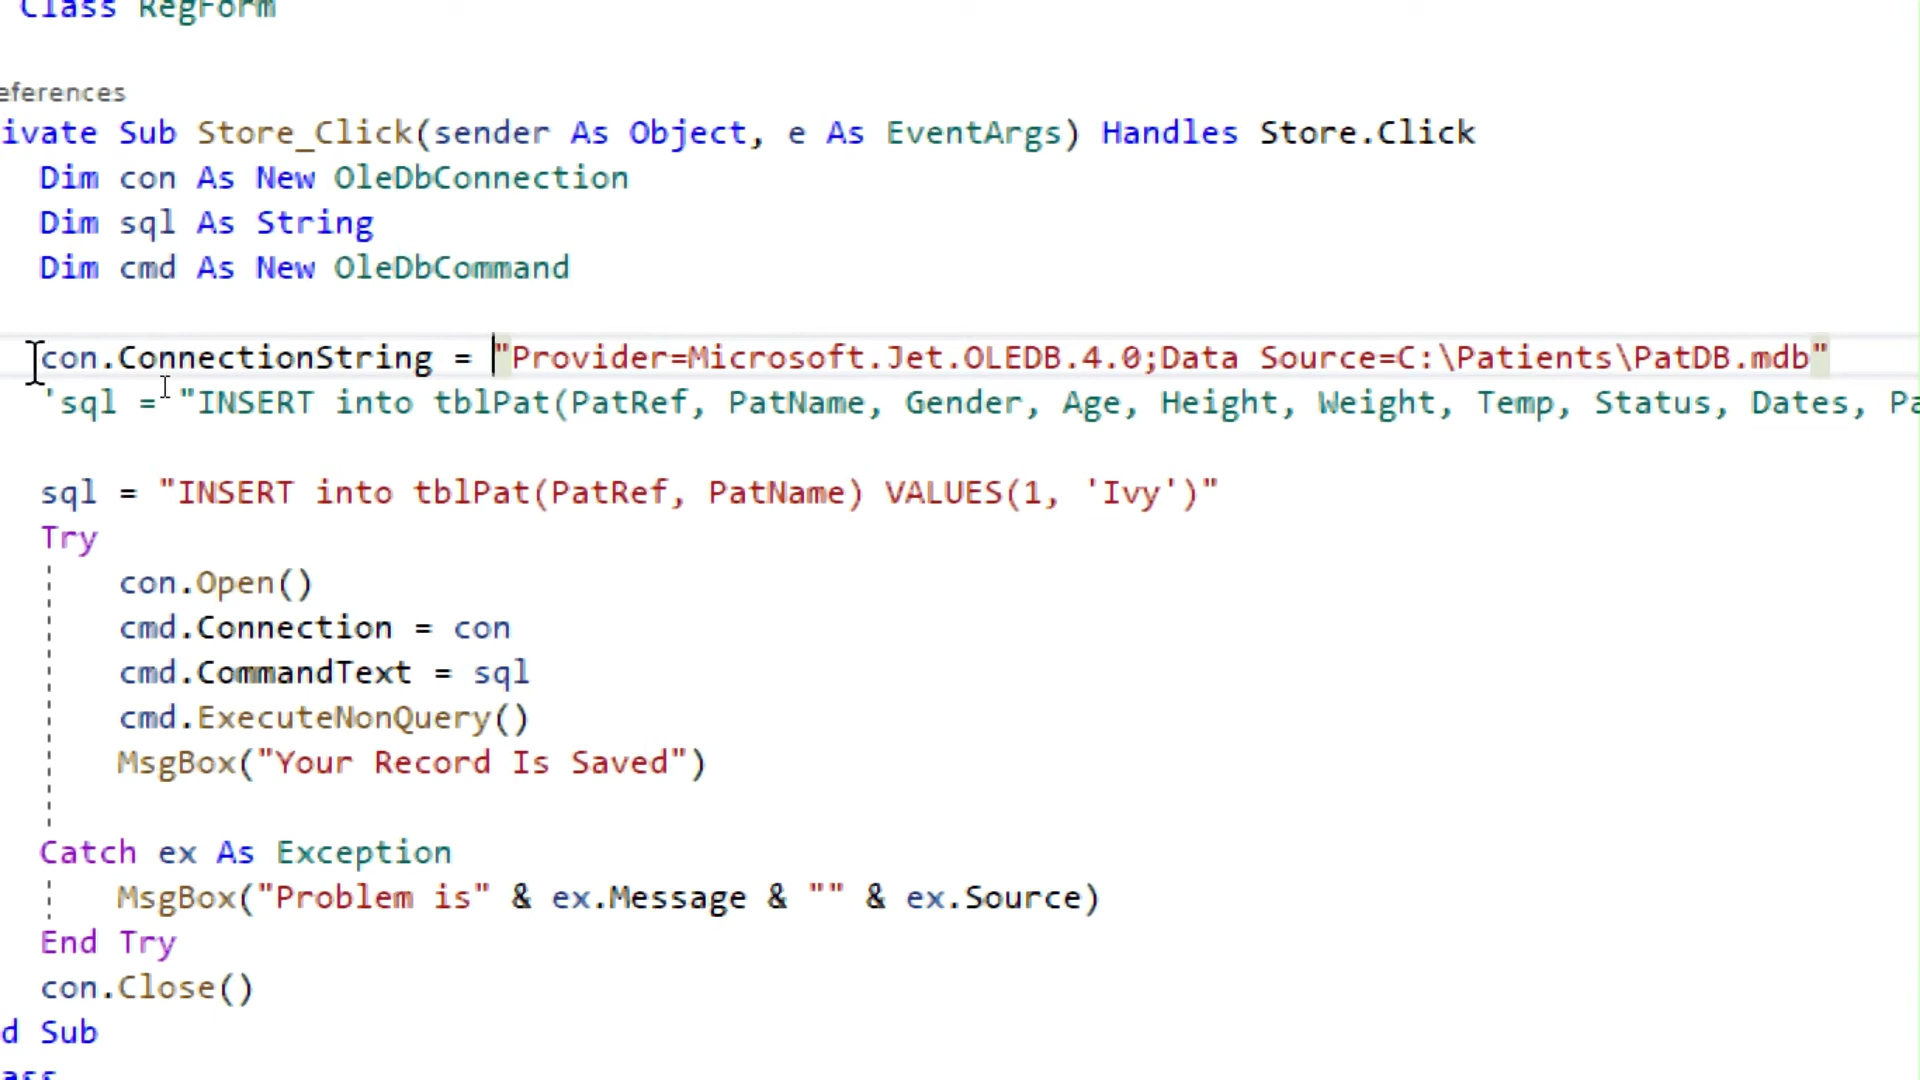 Class RegForm
eferences
ivate Sub Store_Click(sender As Object, e As EventArgs) Handles Store.Click
Dim con As New OleDbConnection
Dim sql As String
Dim cmd As New OleDbCommand
con.ConnectionString = "Provider=Microsoft.Jet.OLEDB.4.0;Data Source=C:\Patients\PatDB.mdb"
'sql = "INSERT into tblPat(PatRef, PatName, Gender, Age, Height, Weight, Temp, Status, Dates, Pa
sql = "INSERT into tblPat(PatRef, PatName) VALUES(1, 'Ivy')"
Try
con.Open()
cmd.Connection = con
cmd.CommandText = sql
cmd.ExecuteNonQuery()
MsgBox("Your Record Is Saved")
Catch ex As Exception
MsgBox("Problem is" & ex.Message & "" & ex.Source)
End Try
con.Close()
d Sub
ass